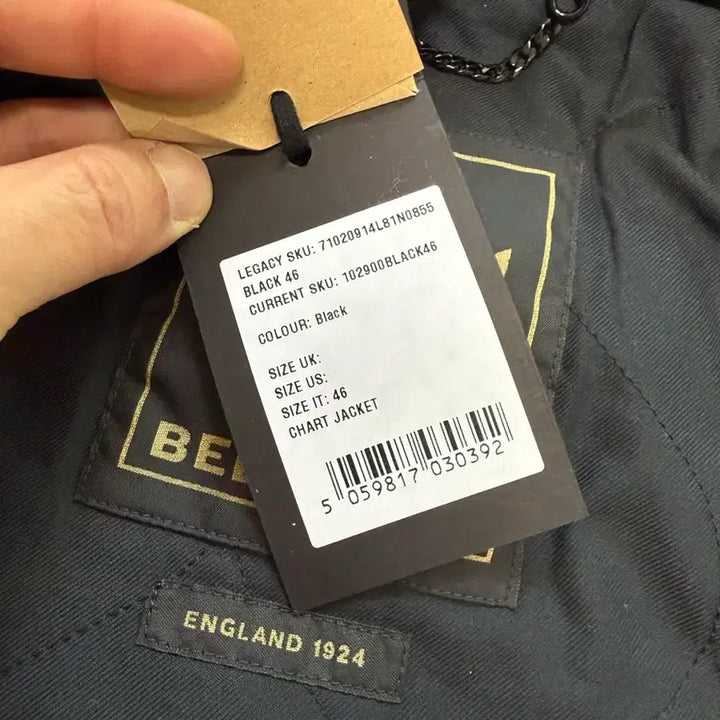 LEGACY SKU: 71020914L81N0855
BLACK 46
CURRENT SKU: 102900BLACK46
COLOUR: Black
SIZE UK:
SIZE US:
SIZE IT: 46
CHART JACKET
5 059817 030392
BE
ENGLAND 1924